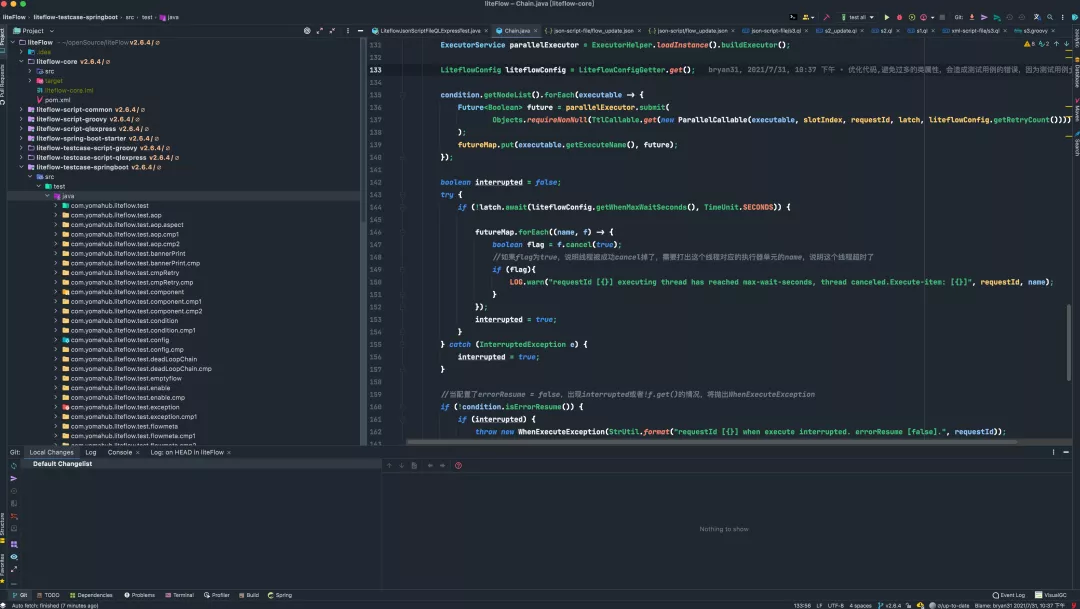 liteFlow – Chain.java [liteflow-core]
liteFlow › liteflow-testcase-springboot › src › test › java
test all
Git:
Project
LiteflowJsonScriptFileQLExpressTest.java
Chain.java
json-script-file/flow_update.json
json-script/flow_update.json
json-script-file/s3.ql
s2_update.ql
s2.ql
s1.ql
xml-script-file/s3.ql
s3.groovy
liteFlow ~/openSource/liteFlow v2.6.4/
.idea
liteflow-core v2.6.4/
src
target
liteflow-core.iml
pom.xml
liteflow-script-common v2.6.4/
liteflow-script-groovy v2.6.4/
liteflow-script-qlexpress v2.6.4/
liteflow-spring-boot-starter v2.6.4/
liteflow-testcase-script-groovy v2.6.4/
liteflow-testcase-script-qlexpress v2.6.4/
liteflow-testcase-springboot v2.6.4/
src
test
java
com.yomahub.liteflow.test
com.yomahub.liteflow.test.aop
com.yomahub.liteflow.test.aop.aspect
com.yomahub.liteflow.test.aop.cmp1
com.yomahub.liteflow.test.aop.cmp2
com.yomahub.liteflow.test.bannerPrint
com.yomahub.liteflow.test.bannerPrint.cmp
com.yomahub.liteflow.test.cmpRetry
com.yomahub.liteflow.test.cmpRetry.cmp
com.yomahub.liteflow.test.component
com.yomahub.liteflow.test.component.cmp1
com.yomahub.liteflow.test.component.cmp2
com.yomahub.liteflow.test.condition
com.yomahub.liteflow.test.condition.cmp1
com.yomahub.liteflow.test.config
com.yomahub.liteflow.test.config.cmp
com.yomahub.liteflow.test.deadLoopChain
com.yomahub.liteflow.test.deadLoopChain.cmp
com.yomahub.liteflow.test.emptyflow
com.yomahub.liteflow.test.enable
com.yomahub.liteflow.test.enable.cmp
com.yomahub.liteflow.test.exception
com.yomahub.liteflow.test.exception.cmp1
com.yomahub.liteflow.test.flowmeta
com.yomahub.liteflow.test.flowmeta.cmp1
com.yomahub.liteflow.test.flowmeta.cmp2
131 ExecutorService parallelExecutor = ExecutorHelper.loadInstance().buildExecutor();
132
133 LiteflowConfig liteflowConfig = LiteflowConfigGetter.get(); bryan31, 2021/7/31, 10:37 下午 • 优化代码,避免过多的类属性，会造成测试用例的错误，因为测试用例
134
135 condition.getNodeList().forEach(executable -> {
136 Future<Boolean> future = parallelExecutor.submit(
137 Objects.requireNonNull(TtlCallable.get(new ParallelCallable(executable, slotIndex, requestId, latch, liteflowConfig.getRetryCount())))
138 );
139 futureMap.put(executable.getExecuteName(), future);
140 });
141
142 boolean interrupted = false;
143 try {
144 if (!latch.await(liteflowConfig.getWhenMaxWaitSeconds(), TimeUnit.SECONDS)) {
145
146 futureMap.forEach((name, f) -> {
147 boolean flag = f.cancel(true);
148 //如果flag为true，说明线程被成功cancel掉了，需要打出这个线程对应的执行器单元的name，说明这个线程超时了
149 if (flag){
150 LOG.warn("requestId [{}] executing thread has reached max-wait-seconds, thread canceled.Execute-item: [{}]", requestId, name);
151 }
152 });
153 interrupted = true;
154 }
155 } catch (InterruptedException e) {
156 interrupted = true;
157 }
158
159 //当配置了errorResume = false，出现interrupted或者!f.get()的情况，将抛出WhenExecuteException
160 if (!condition.isErrorResume()) {
161 if (interrupted) {
162 throw new WhenExecuteException(StrUtil.format("requestId [{}] when execute interrupted. errorResume [false].", requestId));
163
Git: Local Changes Log Console Log: on HEAD in liteFlow
Default Changelist
Nothing to show
Project
Pull Requests
Structure
Favorites
Database
Git TODO Dependencies Problems Terminal Profiler Build Spring Event Log VisualGC
Auto fetch: finished (7 minutes ago) 133:56 LF UTF-8 4 spaces v2.6.4 Blame: bryan31 2021/7/31, 10:37 下午